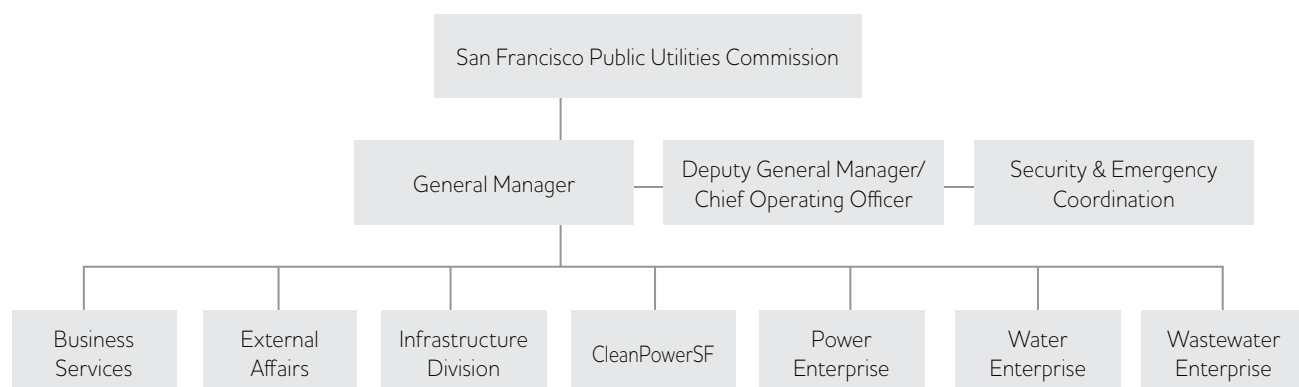 San Francisco Public Utilities Commission
General Manager
Deputy General Manager/
Chief Operating Officer
Security & Emergency
Coordination
Business
Services
External
Affairs
Infrastructure
Division
CleanPowerSF
Power
Enterprise
Water
Enterprise
Wastewater
Enterprise